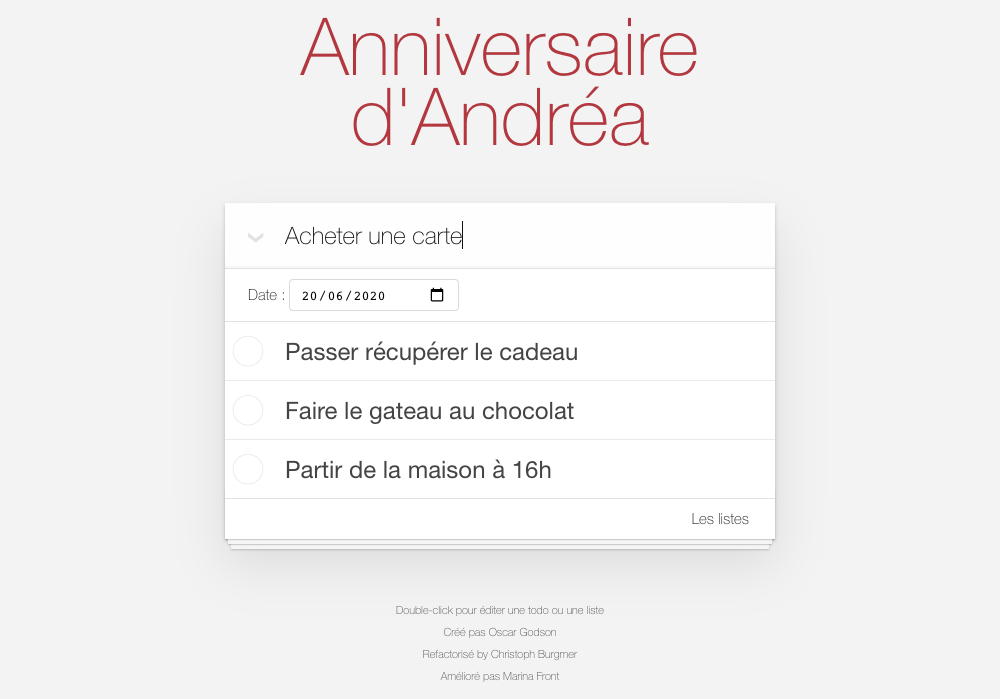 Anniversaire
d'Andréa
Acheter une carte
Date : 20/06/2020
Passer récupérer le cadeau
Faire le gateau au chocolat
Partir de la maison à 16h
Les listes
Double-click pour éditer une todo ou une liste
Créé pas Oscar Godson
Refactorisé by Christoph Burgmer
Amélioré pas Marina Front